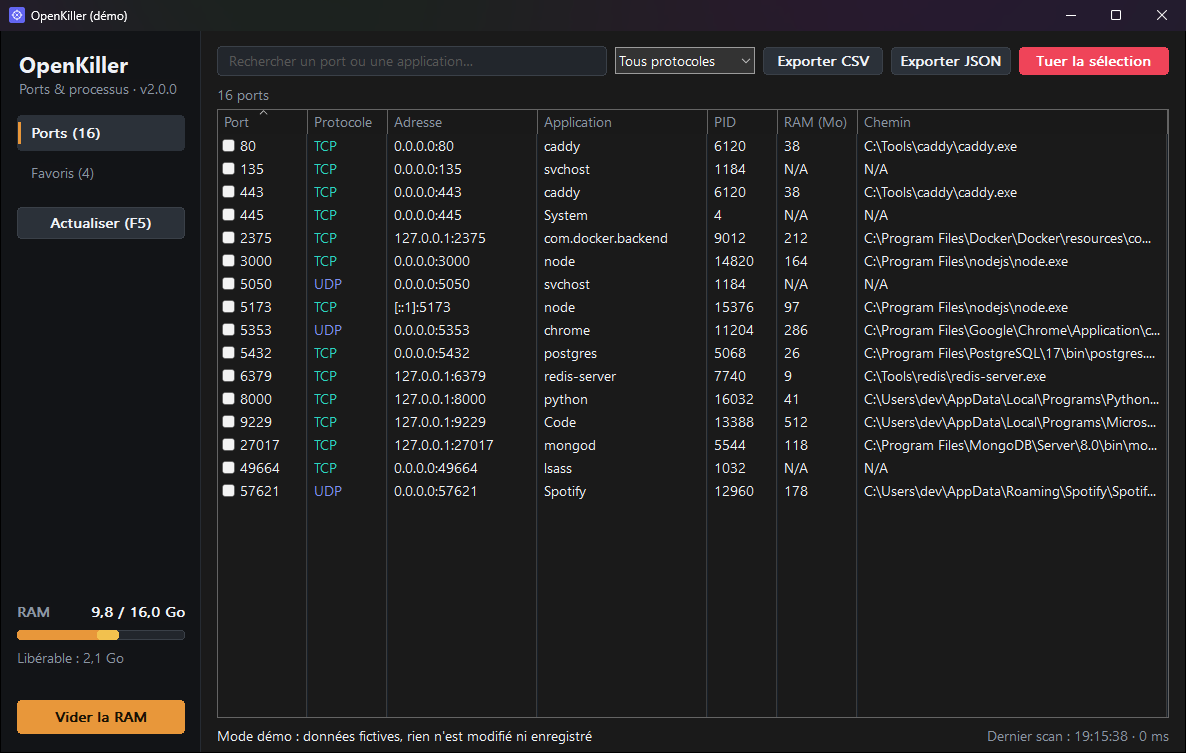 OpenKiller (démo)
OpenKiller
Ports & processus · v2.0.0
Ports (16)
Favoris (4)
Actualiser (F5)
RAM 9,8 / 16,0 Go
Libérable : 2,1 Go
Vider la RAM
Rechercher un port ou une application... Tous protocoles Exporter CSV Exporter JSON Tuer la sélection
16 ports
Port Protocole Adresse Application PID RAM (Mo) Chemin
80 TCP 0.0.0.0:80 caddy 6120 38 C:\Tools\caddy\caddy.exe
135 TCP 0.0.0.0:135 svchost 1184 N/A N/A
443 TCP 0.0.0.0:443 caddy 6120 38 C:\Tools\caddy\caddy.exe
445 TCP 0.0.0.0:445 System 4 N/A N/A
2375 TCP 127.0.0.1:2375 com.docker.backend 9012 212 C:\Program Files\Docker\Docker\resources\co...
3000 TCP 0.0.0.0:3000 node 14820 164 C:\Program Files\nodejs\node.exe
5050 UDP 0.0.0.0:5050 svchost 1184 N/A N/A
5173 TCP [::1]:5173 node 15376 97 C:\Program Files\nodejs\node.exe
5353 UDP 0.0.0.0:5353 chrome 11204 286 C:\Program Files\Google\Chrome\Application\c...
5432 TCP 0.0.0.0:5432 postgres 5068 26 C:\Program Files\PostgreSQL\17\bin\postgres....
6379 TCP 127.0.0.1:6379 redis-server 7740 9 C:\Tools\redis\redis-server.exe
8000 TCP 127.0.0.1:8000 python 16032 41 C:\Users\dev\AppData\Local\Programs\Python...
9229 TCP 127.0.0.1:9229 Code 13388 512 C:\Users\dev\AppData\Local\Programs\Micros...
27017 TCP 127.0.0.1:27017 mongod 5544 118 C:\Program Files\MongoDB\Server\8.0\bin\mo...
49664 TCP 0.0.0.0:49664 lsass 1032 N/A N/A
57621 UDP 0.0.0.0:57621 Spotify 12960 178 C:\Users\dev\AppData\Roaming\Spotify\Spotif...
Mode démo : données fictives, rien n'est modifié ni enregistré Dernier scan : 19:15:38 · 0 ms